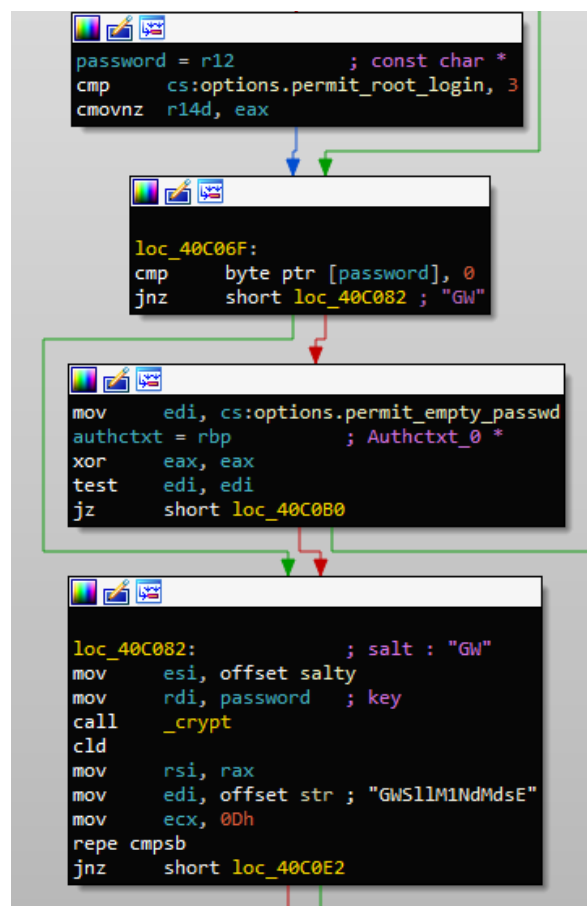 password = r12 ; const char *
cmp cs:options.permit_root_login, 3
cmovnz r14d, eax
loc_40C06F:
cmp byte ptr [password], 0
jnz short loc_40C082 ; "GW"
mov edi, cs:options.permit_empty_passwd
authctxt = rbp ; Authctxt_0 *
xor eax, eax
test edi, edi
jz short loc_40C0B0
loc_40C082: ; salt : "GW"
mov esi, offset salty
mov rdi, password ; key
call _crypt
cld
mov rsi, rax
mov edi, offset str ; "GWSllM1NdMdsE"
mov ecx, 0Dh
repe cmpsb
jnz short loc_40C0E2